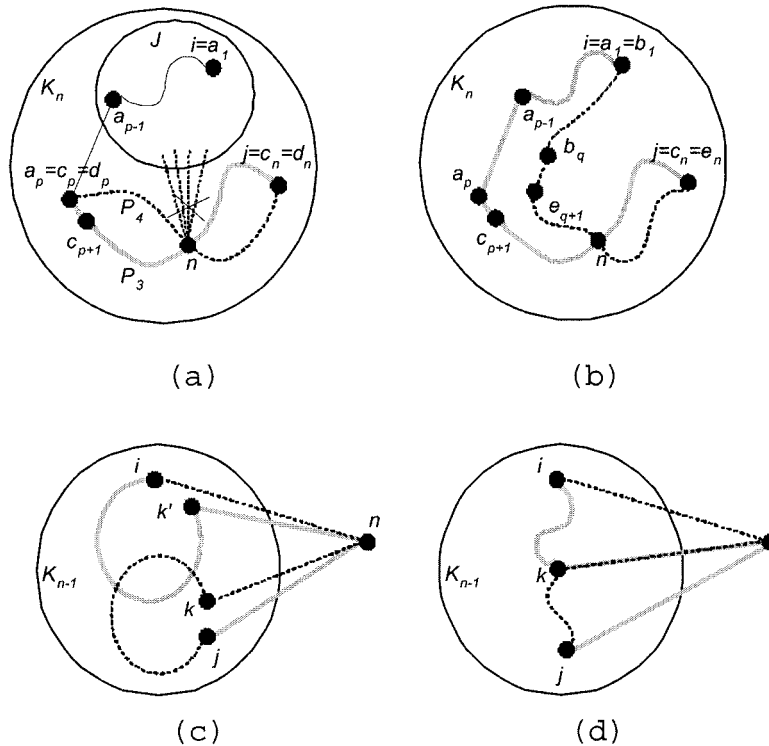 J
i=a1
Kn
ap-1
ap=cp=dp
P4
j=cn=dn
cp+1
P3
n
(a)
i=a1=b1
Kn
ap-1
bq
j=cn=en
ap
eq+1
cp+1
n
(b)
i
k'
n
Kn-1
k
j
(c)
i
Kn-1
k
j
(d)